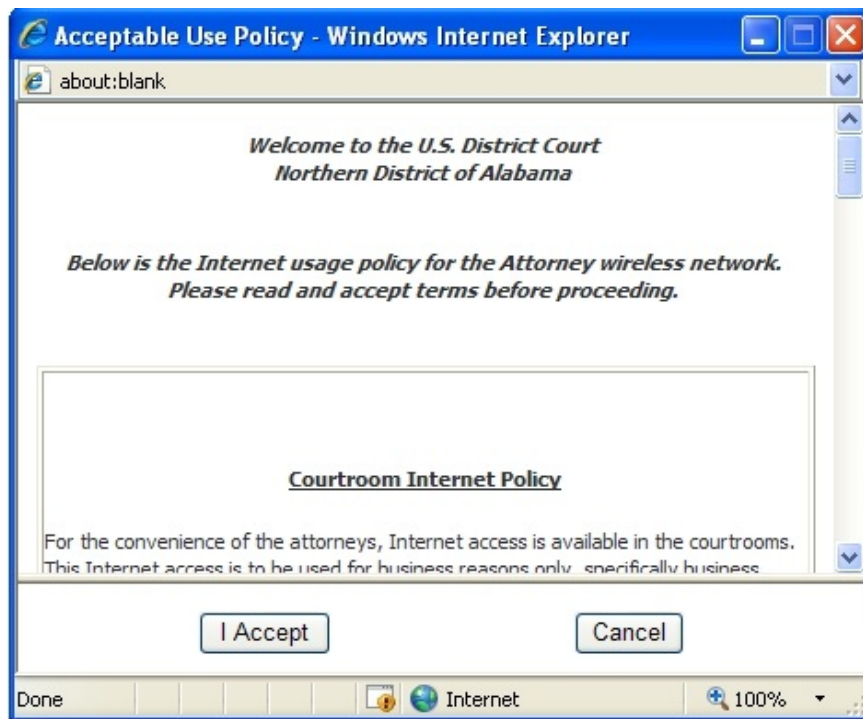 Acceptable Use Policy - Windows Internet Explorer
about:blank
Welcome to the U.S. District Court
Northern District of Alabama
Below is the Internet usage policy for the Attorney wireless network.
Please read and accept terms before proceeding.
Courtroom Internet Policy
For the convenience of the attorneys, Internet access is available in the courtrooms.
This Internet access is to be used for business reasons only, specifically business
I Accept
Cancel
Done
Internet
100%